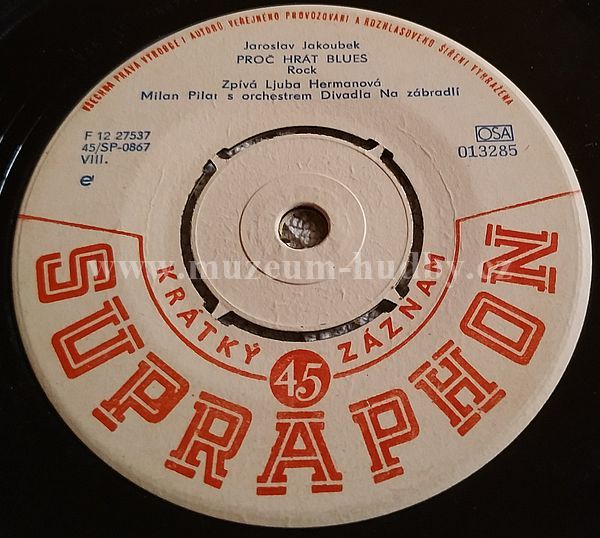 VŠECHNA PRÁVA VÝROBCE I AUTORŮ VEŘEJNÉHO PROVOZOVÁNÍ A ROZHLASOVÉHO ŠÍŘENÍ VYHRAŽENA
Jaroslav Jakoubek
PROČ HRÁT BLUES
Rock
Zpívá Ljuba Hermanová
Milan Pilar s orchestrem Divadla Na zábradlí
F 12 27537
45/SP-0867
VIII.
e
OSA
013285
www.muzeum-hudby.cz
KRÁTKÝ ZÁZNAM
45
SUPRAPHON